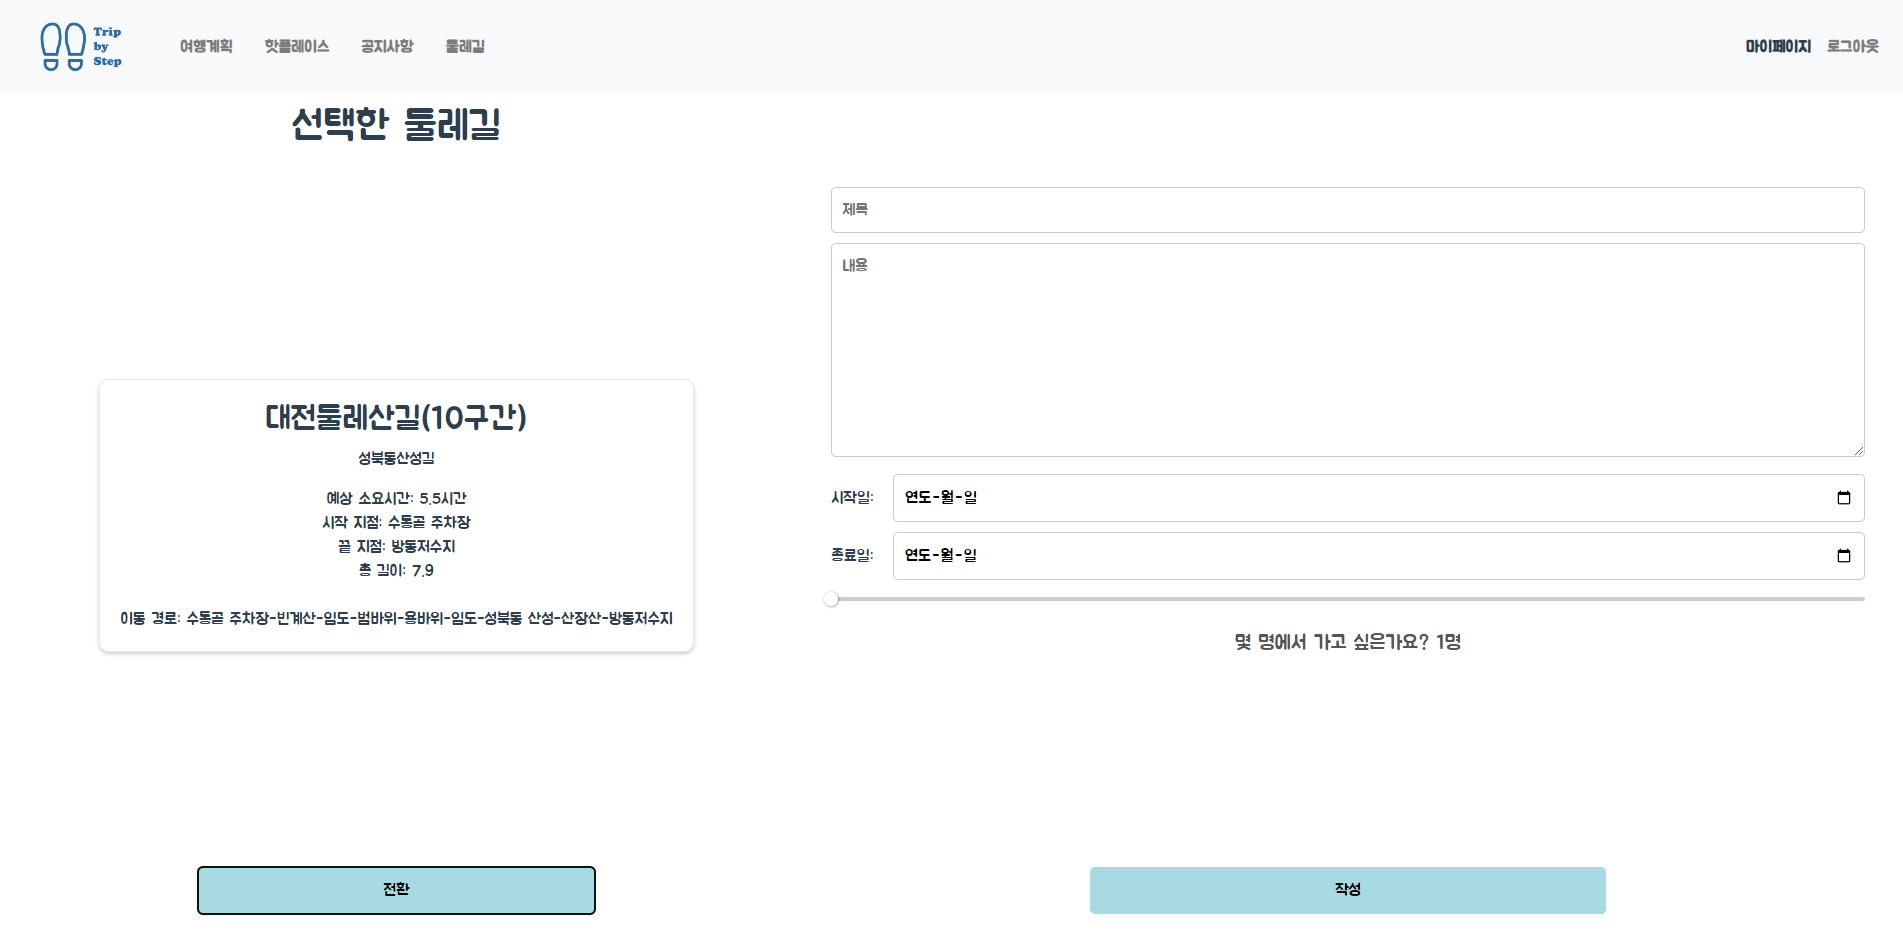 Trip
by
Step
여행계획 핫플레이스 공지사항 둘레길
마이페이지 로그아웃
선택한 둘레길
대전둘레산길(10구간)
성북동산성길
예상 소요시간: 5.5시간
시작 지점: 수통골 주차장
끝 지점: 방동저수지
총 길이: 7.9
이동 경로: 수통골 주차장-빈계산-임도-범바위-용바위-임도-성북동 산성-산장산-방동저수지
전환
제목
내용
시작일: 연도-월-일
종료일: 연도-월-일
몇 명에서 가고 싶은가요? 1명
작성